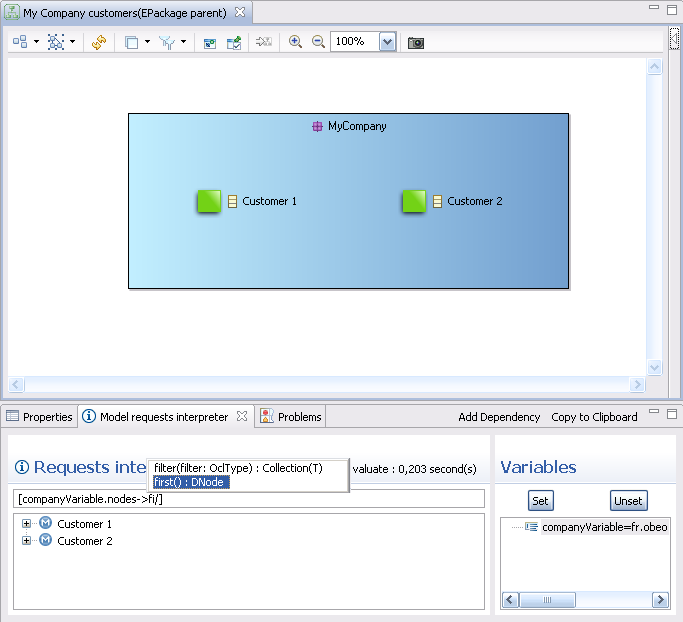 My Company customers(EPackage parent)
100%
MyCompany
Customer 1
Customer 2
Properties
Model requests interpreter
Problems
Add Dependency
Copy to Clipboard
Requests inte
valuate : 0,203 second(s)
filter(filter: OclType) : Collection(T)
first() : DNode
[companyVariable.nodes->fi/]
Customer 1
Customer 2
Variables
Set
Unset
companyVariable=fr.obeo